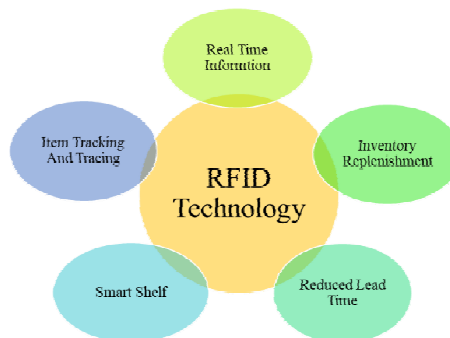 Real Time
Information
Item Tracking
And Tracing
Inventory
Replenishment
RFID
Technology
Smart Shelf
Reduced Lead
Time